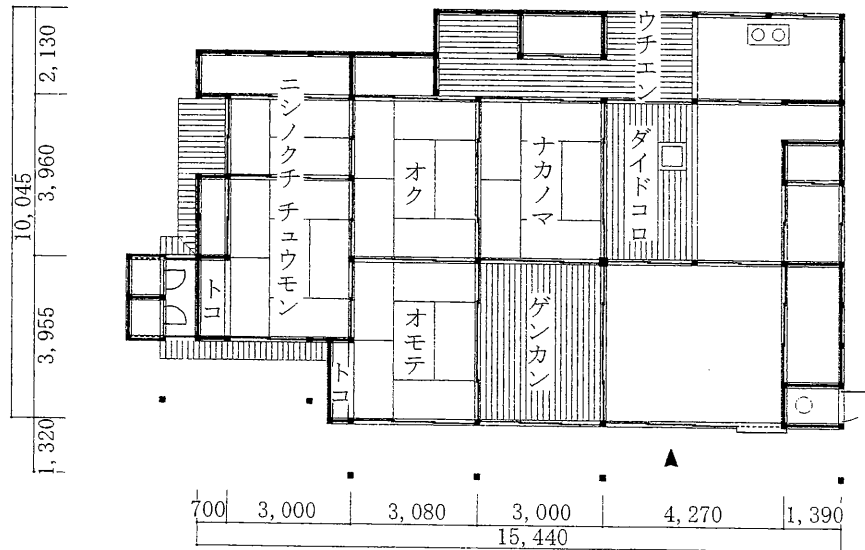 ウチエン
ニシノクチ
チュウモン
オク
ナカノマ
ダイドコロ
トコ
オモテ
トコ
ゲンカン
2,130
3,960
3,955
1,320
10,045
700
3,000
3,080
3,000
4,270
1,390
15,440